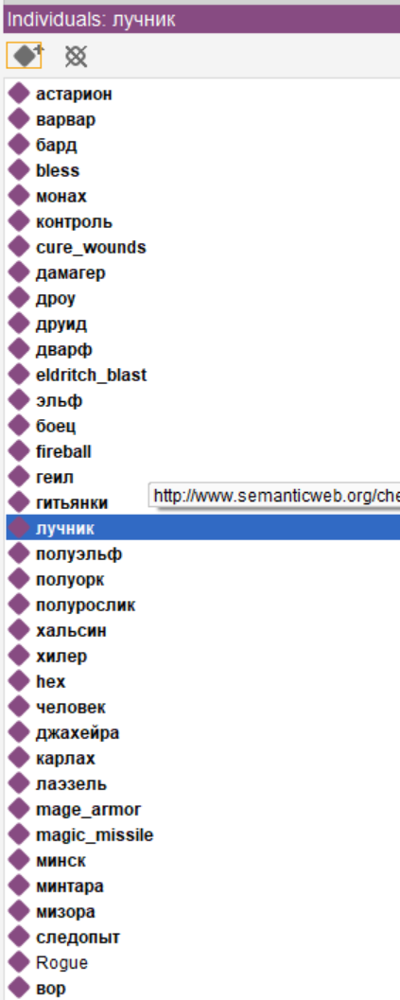 Individuals: лучник
астарион
варвар
бард
bless
монах
контроль
cure_wounds
дамагер
дроу
друид
дварф
eldritch_blast
эльф
боец
fireball
геил
гитьянки
http://www.semanticweb.org/che
лучник
полуэльф
полуорк
полурослик
хальсин
хилер
hex
человек
джахейра
карлах
лаэзель
mage_armor
magic_missile
минск
минтара
мизора
следопыт
Rogue
вор